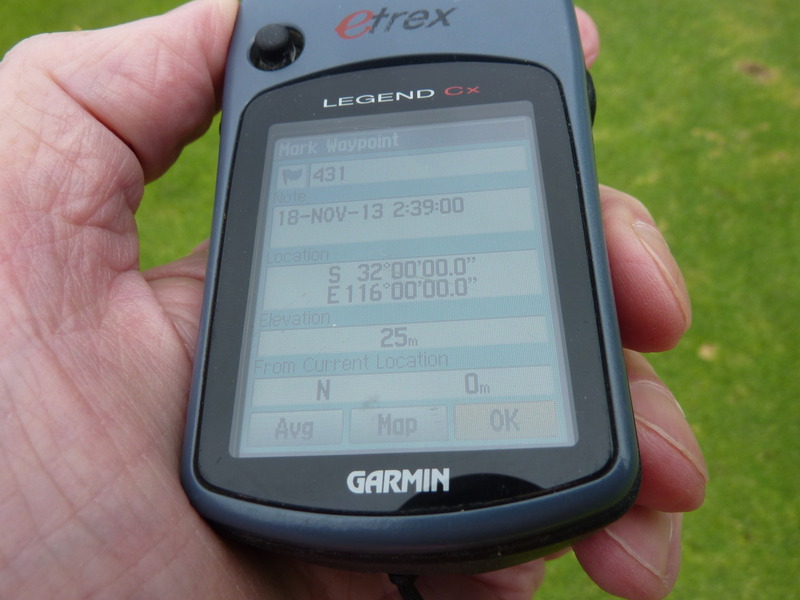 etrex
LEGEND Cx
Mark Waypoint
431
Note
18-NOV-13 2:39:00
Location
S 32°00'00.0"
E 116°00'00.0"
Elevation
25m
From Current Location
N 0m
Avg Map OK
GARMIN